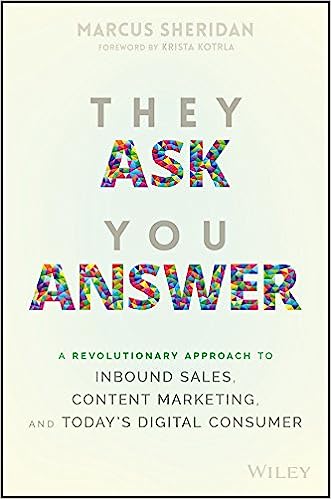 MARCUS SHERIDAN
FOREWORD BY KRISTA KOTRLA
THEY
ASK
YOU
ANSWER
A REVOLUTIONARY APPROACH TO
INBOUND SALES,
CONTENT MARKETING,
AND TODAY'S DIGITAL CONSUMER
WILEY